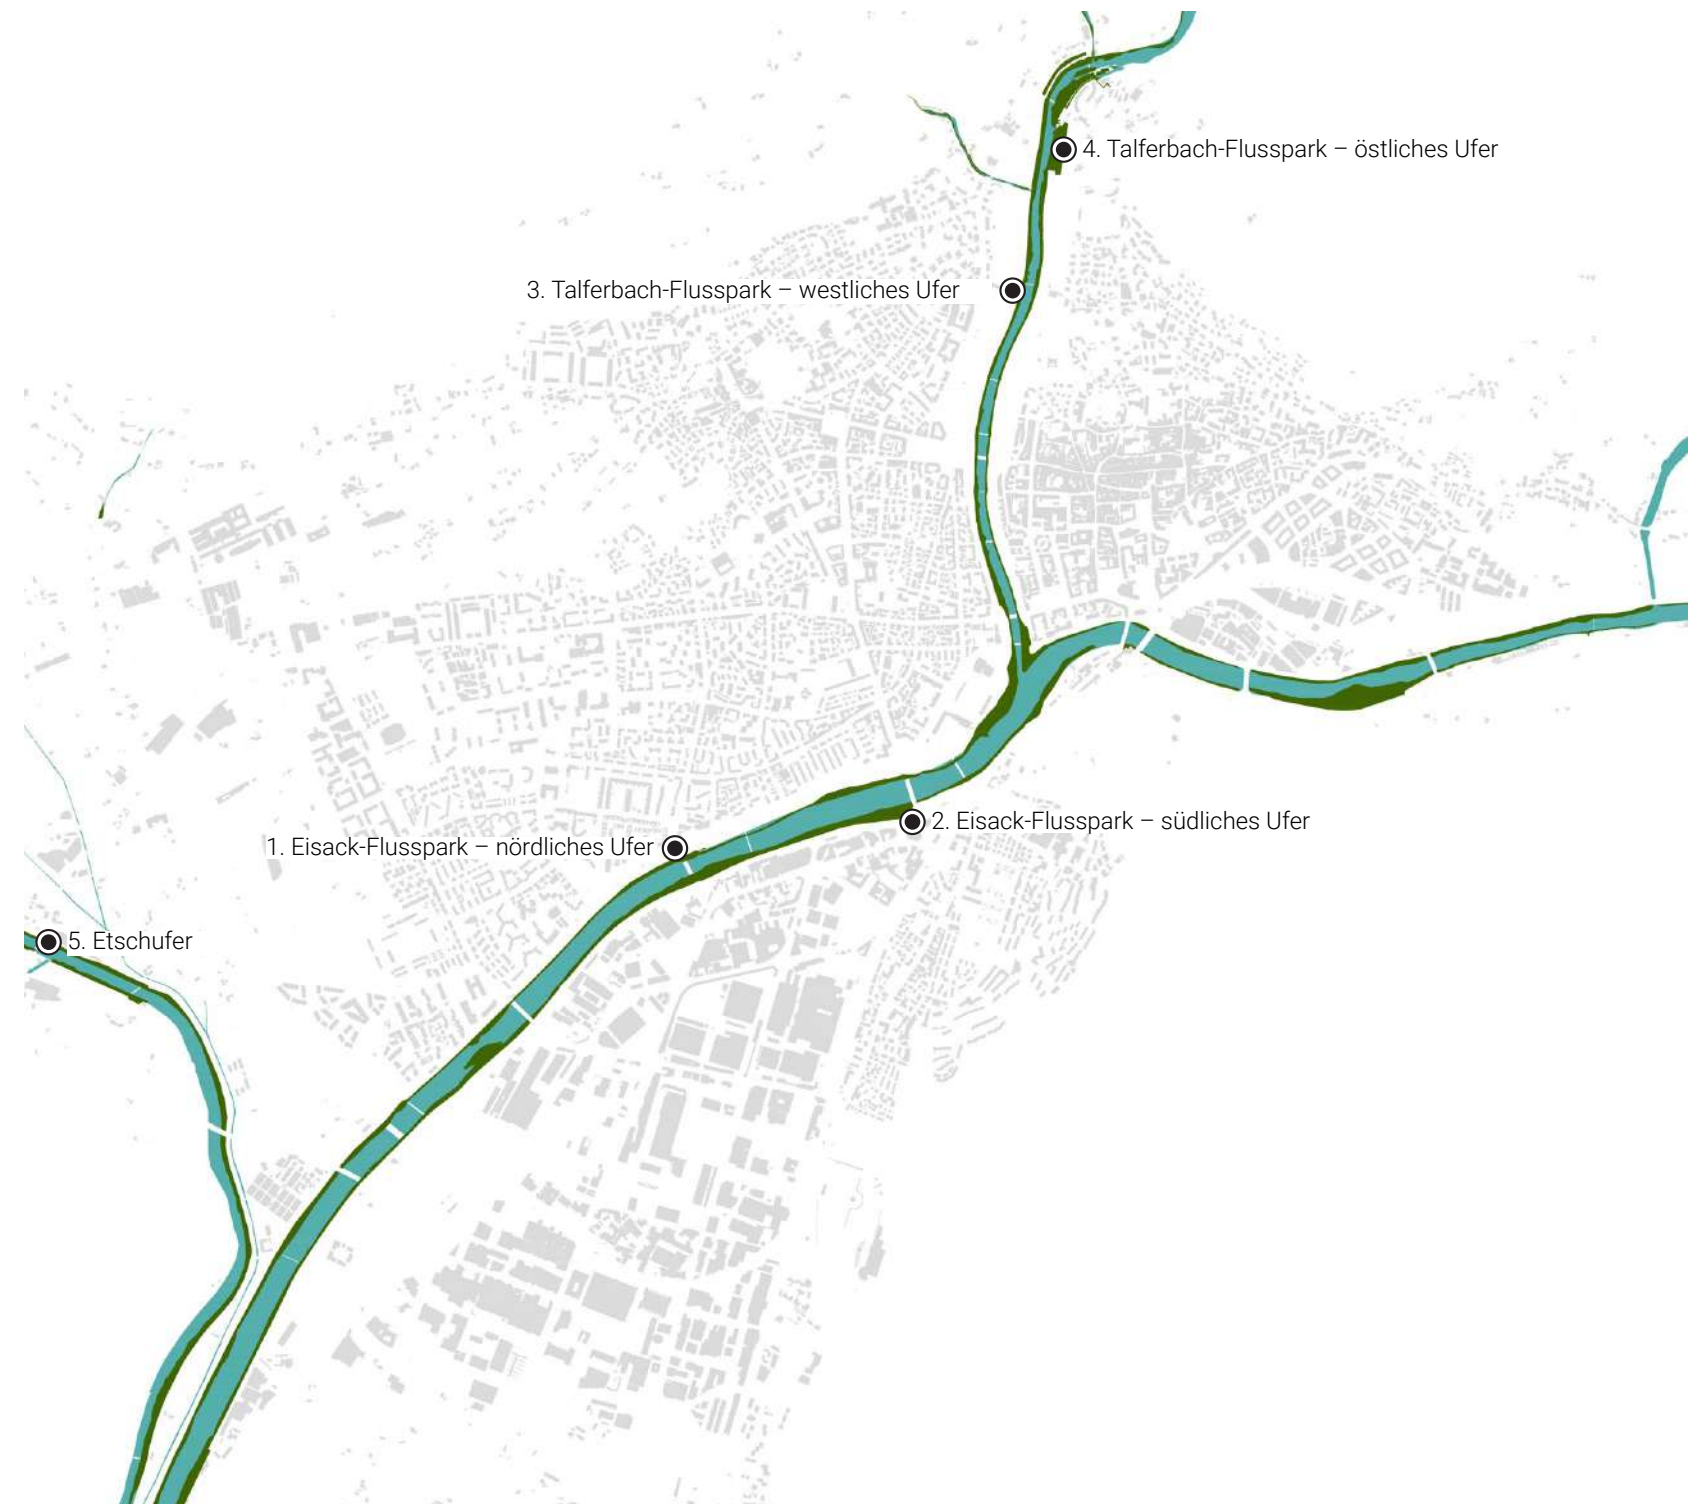 4. Talferbach-Flusspark – östliches Ufer
3. Talferbach-Flusspark – westliches Ufer
2. Eisack-Flusspark – südliches Ufer
1. Eisack-Flusspark – nördliches Ufer
5. Etschufer